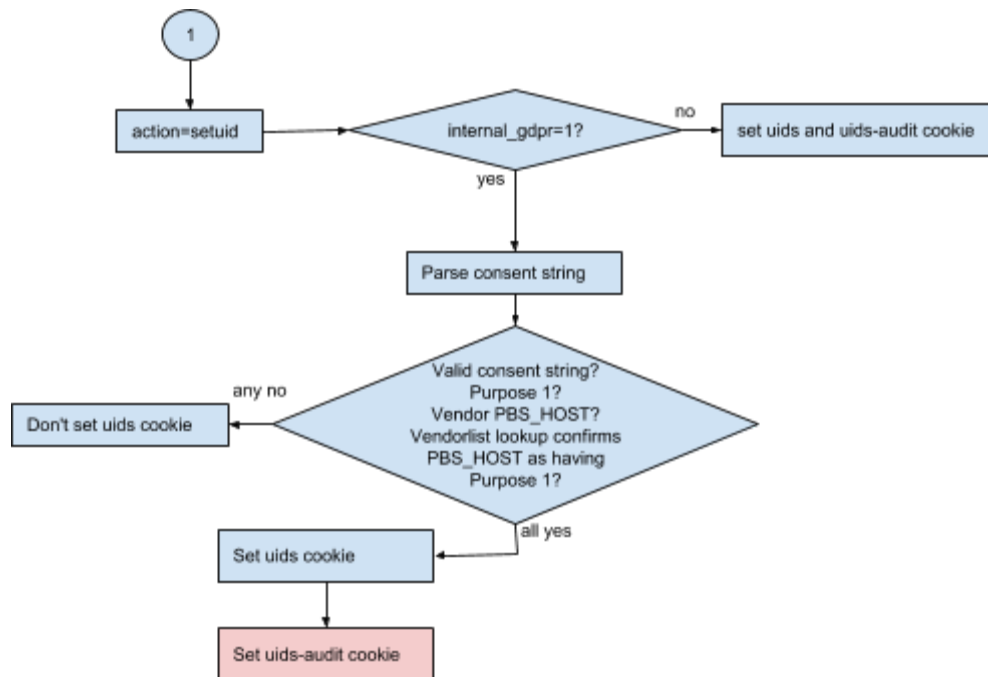 1
action=setuid
internal_gdpr=1?
no
set uids and uids-audit cookie
yes
Parse consent string
Valid consent string?
Purpose 1?
Vendor PBS_HOST?
Vendorlist lookup confirms
PBS_HOST as having
Purpose 1?
any no
Don't set uids cookie
all yes
Set uids cookie
Set uids-audit cookie